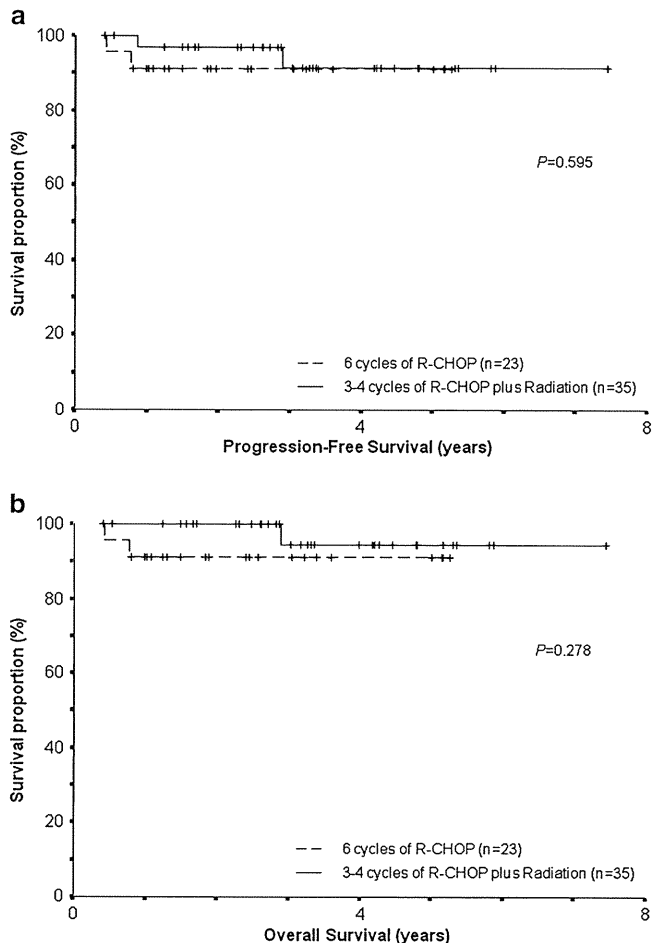 a
100
80
60
40
20
0
Survival proportion (%)
P=0.595
6 cycles of R-CHOP (n=23)
3-4 cycles of R-CHOP plus Radiation (n=35)
0 4 8
Progression-Free Survival (years)
b
100
80
60
40
20
0
Survival proportion (%)
P=0.278
6 cycles of R-CHOP (n=23)
3-4 cycles of R-CHOP plus Radiation (n=35)
0 4 8
Overall Survival (years)